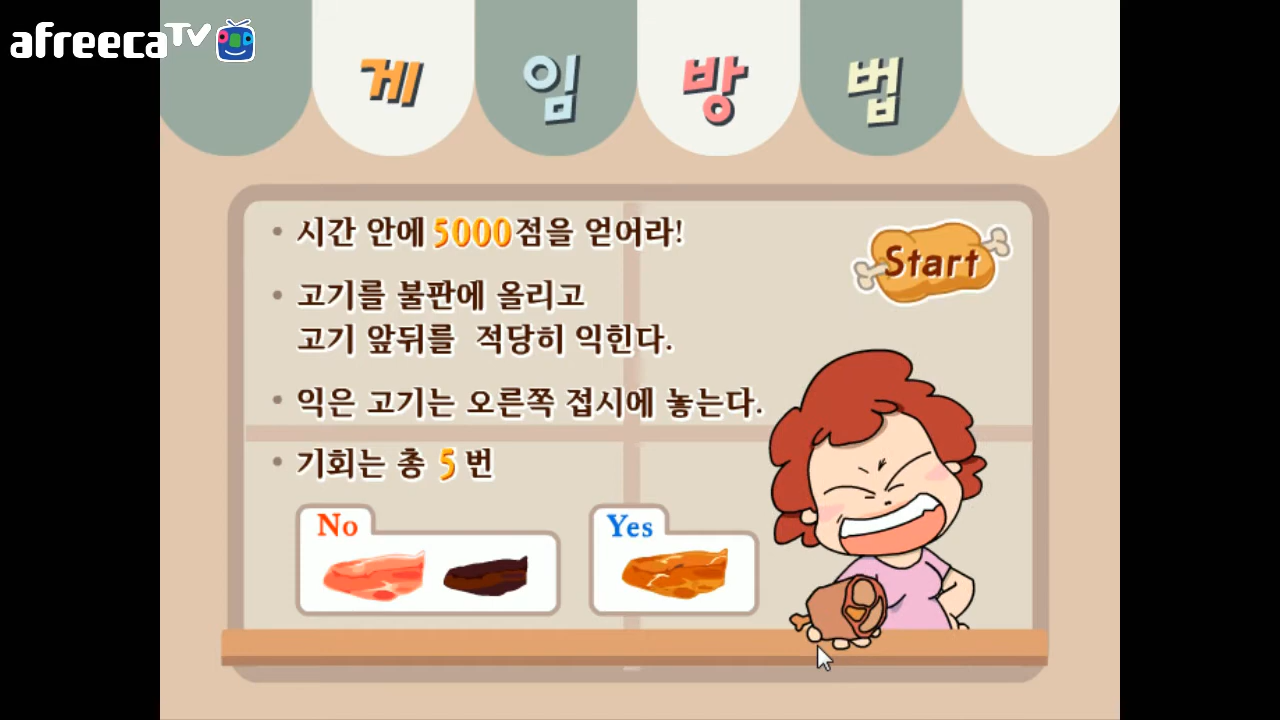 afreecaTV
게임방법
시간 안에 5000점을 얻어라!
Start
고기를 불판에 올리고
고기 앞뒤를 적당히 익힌다.
익은 고기는 오른쪽 접시에 놓는다.
기회는 총 5 번
No
Yes